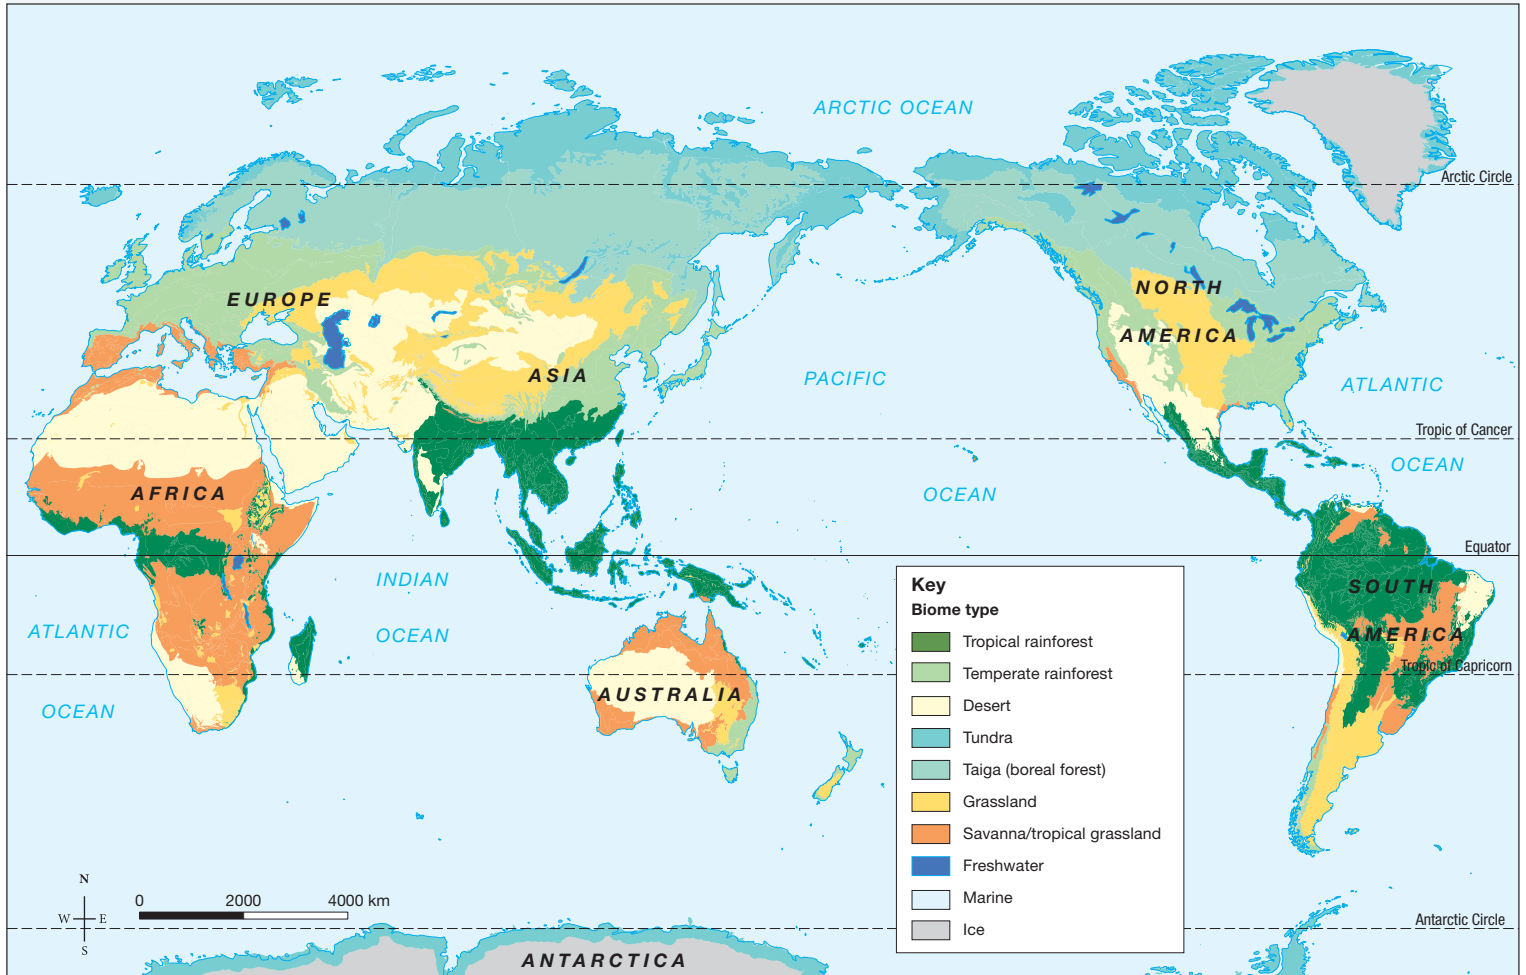 ARCTIC OCEAN
Arctic Circle
EUROPE
NORTH
AMERICA
ASIA
PACIFIC
ATLANTIC
Tropic of Cancer
OCEAN
AFRICA
OCEAN
Equator
INDIAN
SOUTH
ATLANTIC
OCEAN
AMERICA
Tropic of Capricorn
AUSTRALIA
OCEAN
Key
Biome type
Tropical rainforest
Temperate rainforest
Desert
Tundra
Taiga (boreal forest)
Grassland
Savanna/tropical grassland
Freshwater
Marine
Ice
N
W E
S
0 2000 4000 km
Antarctic Circle
ANTARCTICA